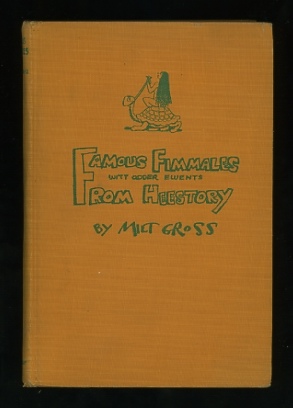 FAMOUS FIMMALES
WITT ODDER EWENTS
FROM HEESTORY
BY MILT GROSS